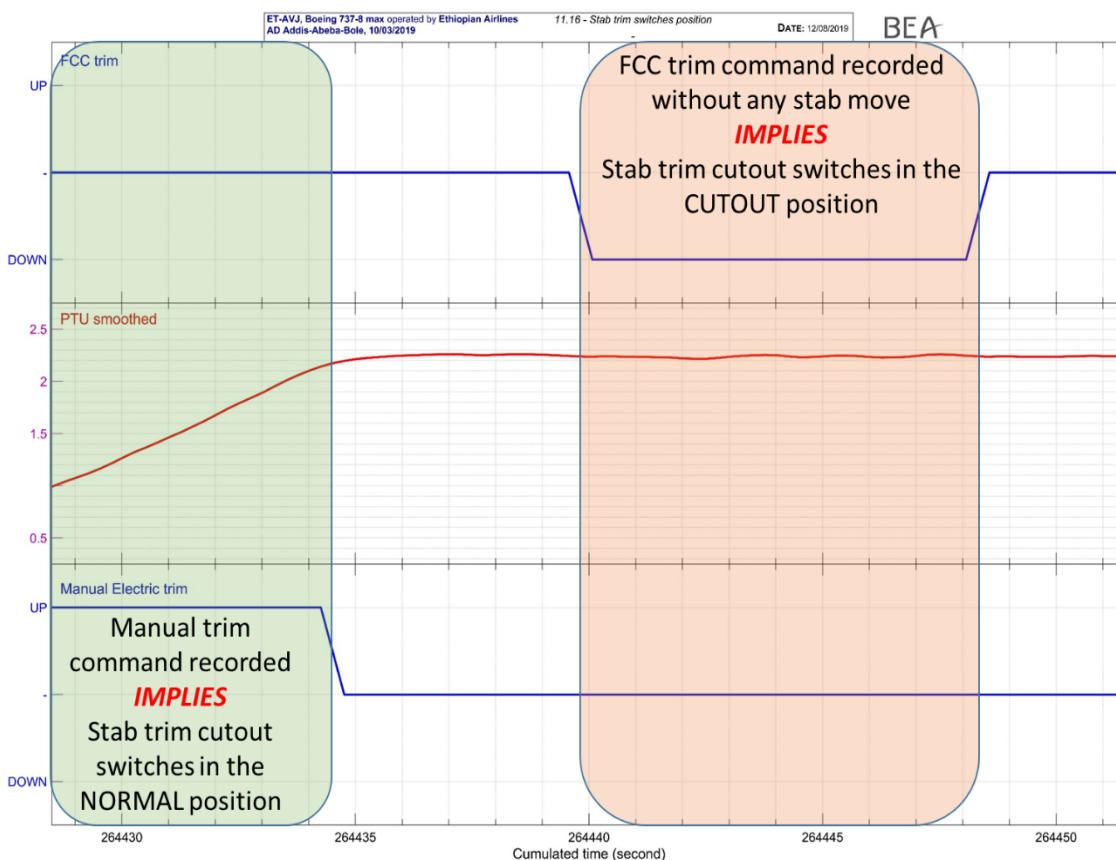 ET-AVJ, Boeing 737-8 max operated by Ethiopian Airlines
AD Addis-Abeba-Bole, 10/03/2019
11.16 - Stab trim switches position
-
DATE: 12/08/2019
BEA
FCC trim
UP
-
DOWN
FCC trim command recorded
without any stab move
IMPLIES
Stab trim cutout switches in the
CUTOUT position
PTU smoothed
2.5
2
1.5
0.5
Manual Electric trim
UP
-
DOWN
Manual trim
command recorded
IMPLIES
Stab trim cutout
switches in the
NORMAL position
264430
264435
264440
264445
264450
Cumulated time (second)